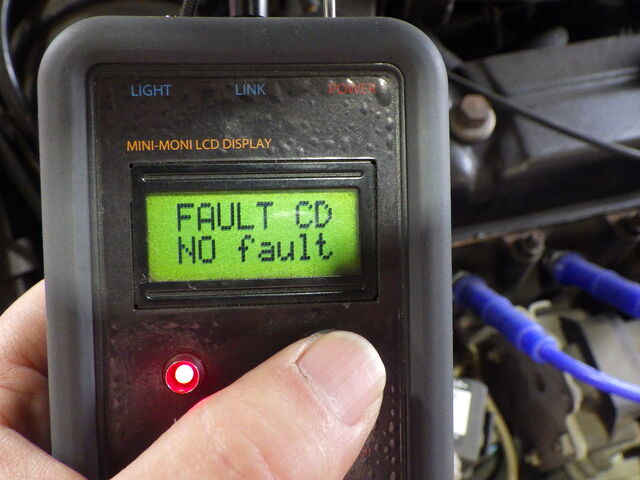 LIGHT LINK POWER
MINI-MONI LCD DISPLAY
FAULT CD
NO fault